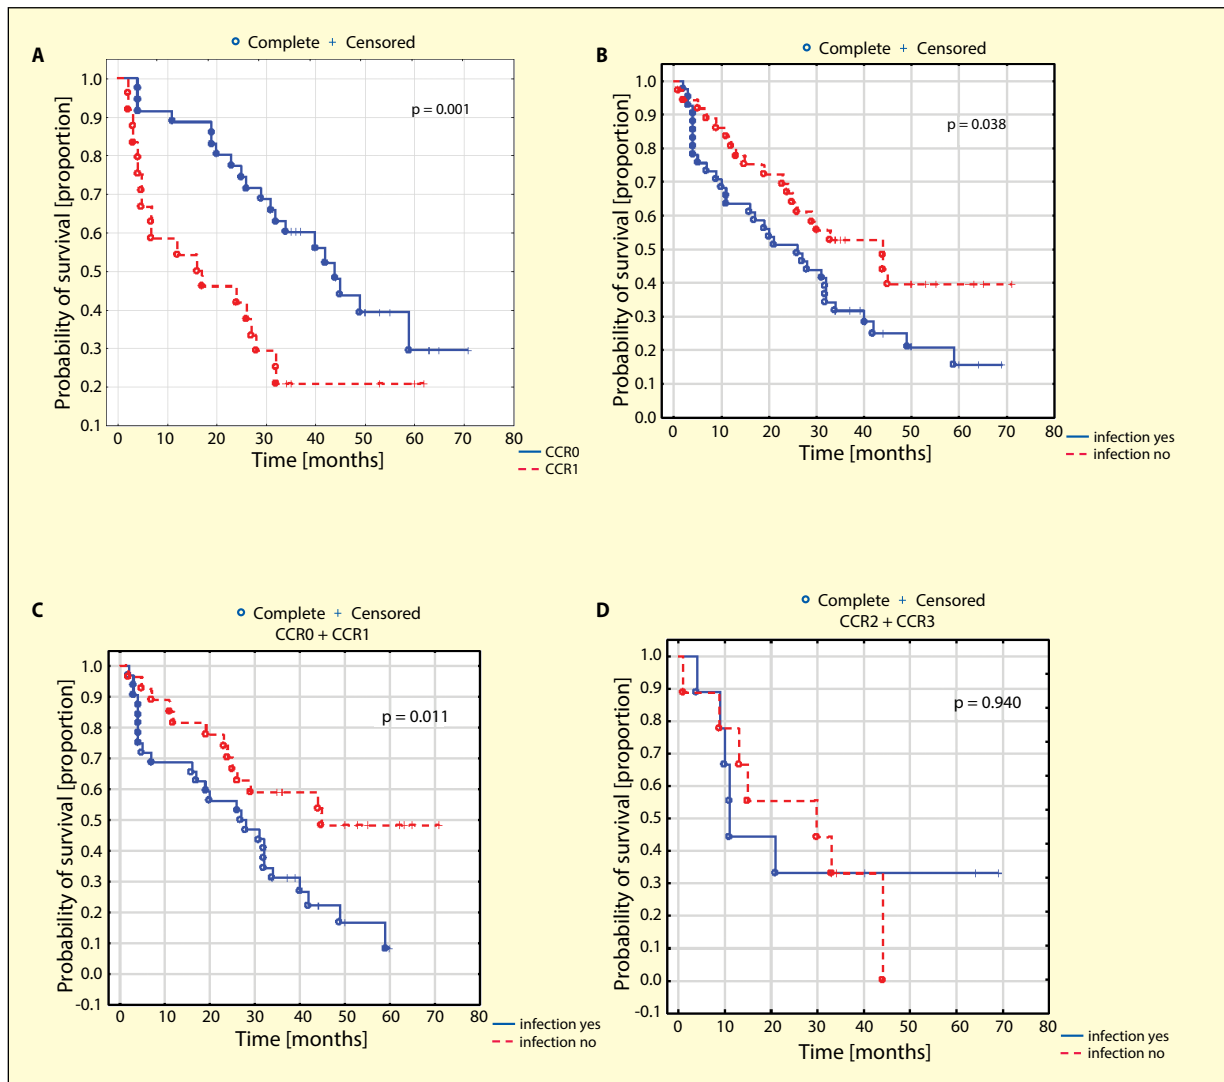 A
Complete + Censored
p = 0.001
Probability of survival [proportion]
1.0
0.9
0.8
0.7
0.6
0.5
0.4
0.3
0.2
0.1
0 10 20 30 40 50 60 70 80
Time [months]
CCR0
CCR1
B
Complete + Censored
p = 0.038
Probability of survival [proportion]
1.0
0.9
0.8
0.7
0.6
0.5
0.4
0.3
0.2
0.1
0.0
0 10 20 30 40 50 60 70 80
Time [months]
infection yes
infection no
C
Complete + Censored
CCR0 + CCR1
p = 0.011
Probability of survival [proportion]
1.0
0.9
0.8
0.7
0.6
0.5
0.4
0.3
0.2
0.1
0.0
-0.1
0 10 20 30 40 50 60 70 80
Time [months]
infection yes
infection no
D
Complete + Censored
CCR2 + CCR3
p = 0.940
Probability of survival [proportion]
1.0
0.9
0.8
0.7
0.6
0.5
0.4
0.3
0.2
0.1
0.0
-0.1
0 10 20 30 40 50 60 70 80
Time [months]
infection yes
infection no